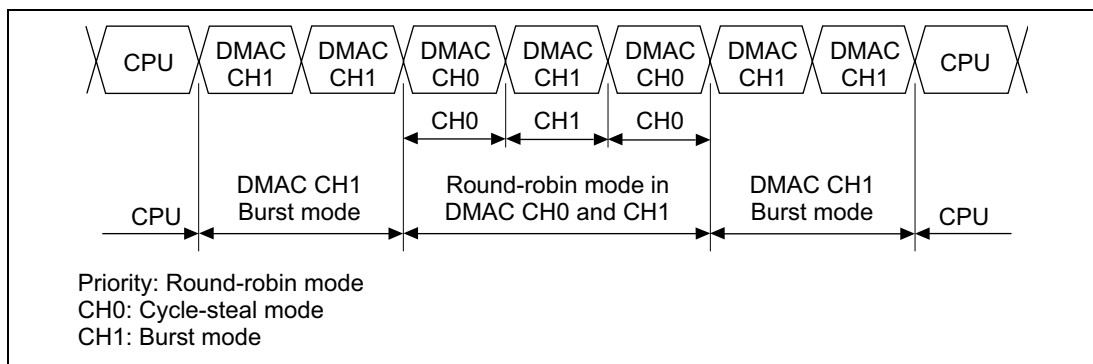 CPU
DMAC
CH1
DMAC
CH1
DMAC
CH0
DMAC
CH1
DMAC
CH0
DMAC
CH1
DMAC
CH1
CPU
CH0
CH1
CH0
DMAC CH1
Burst mode
Round-robin mode in
DMAC CH0 and CH1
DMAC CH1
Burst mode
CPU
CPU
Priority: Round-robin mode
CH0: Cycle-steal mode
CH1: Burst mode